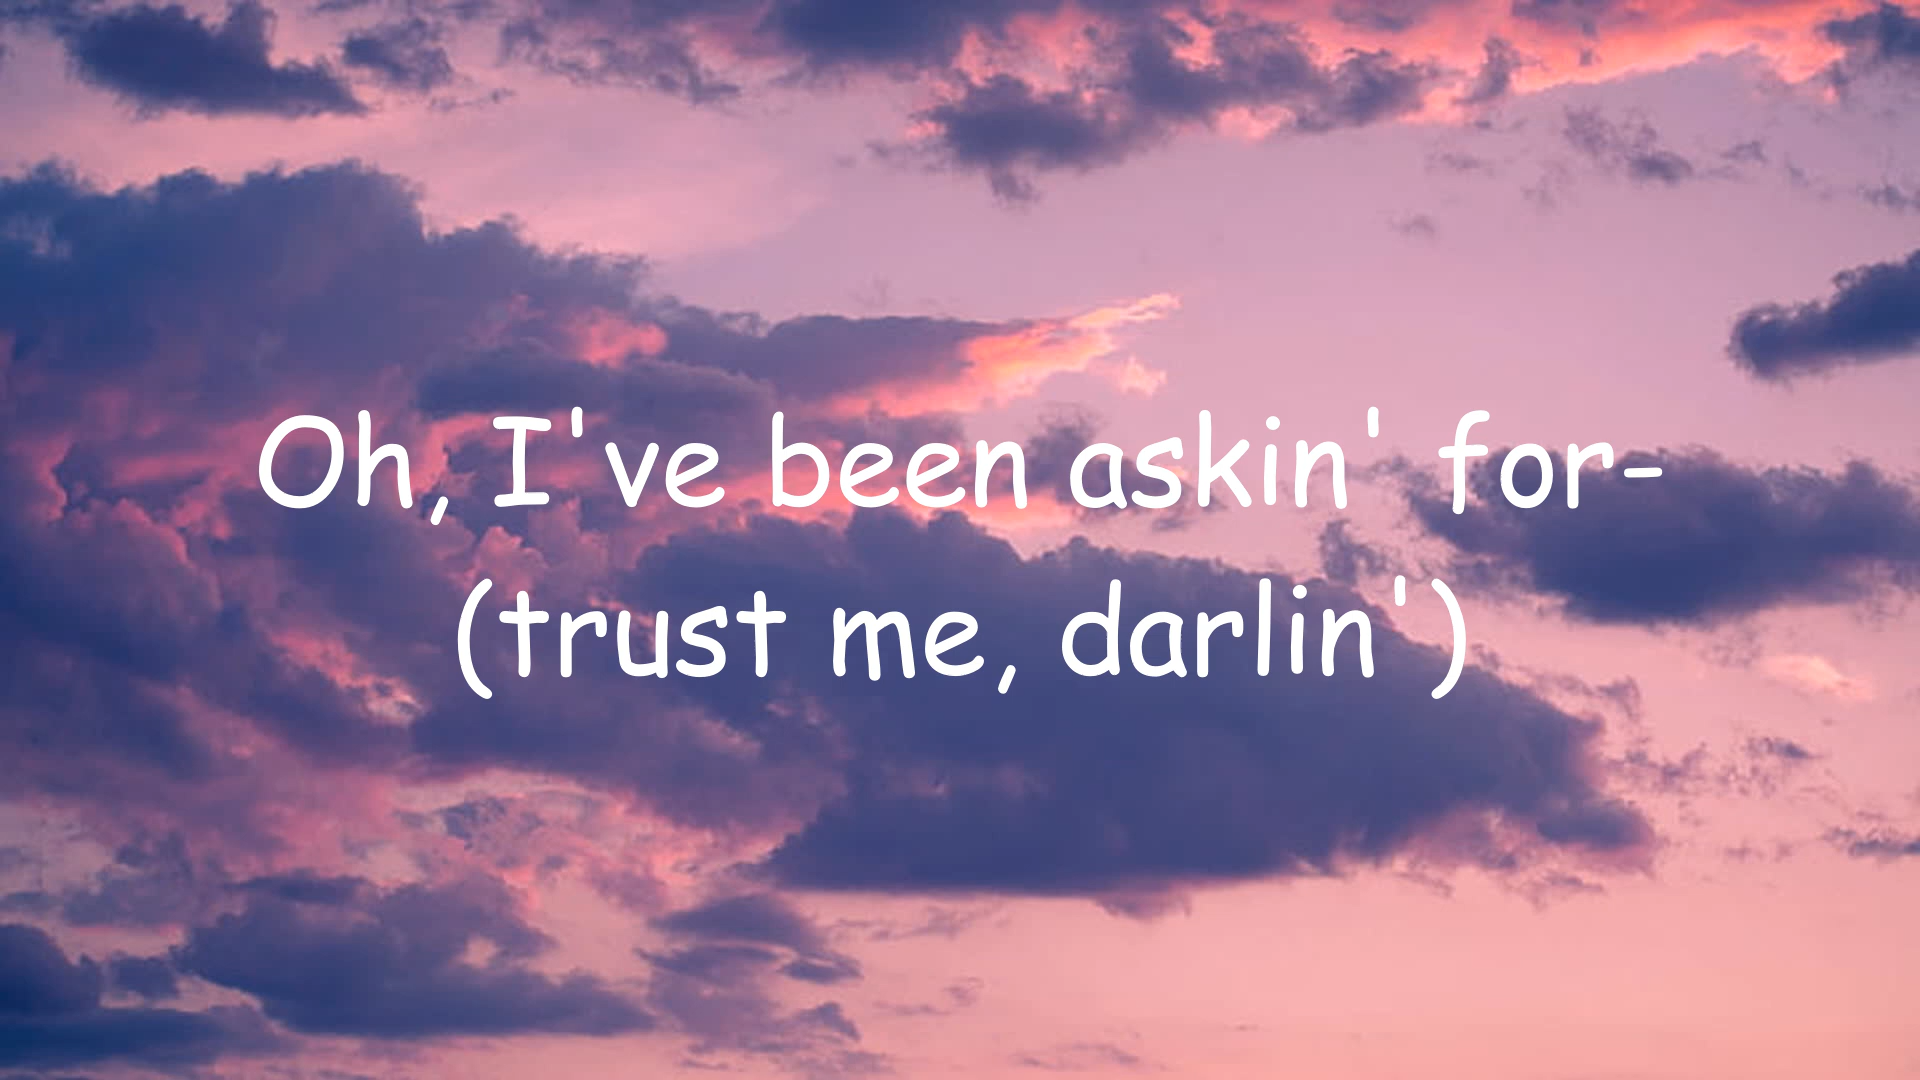 Oh, I've been askin' for-
(trust me, darlin')